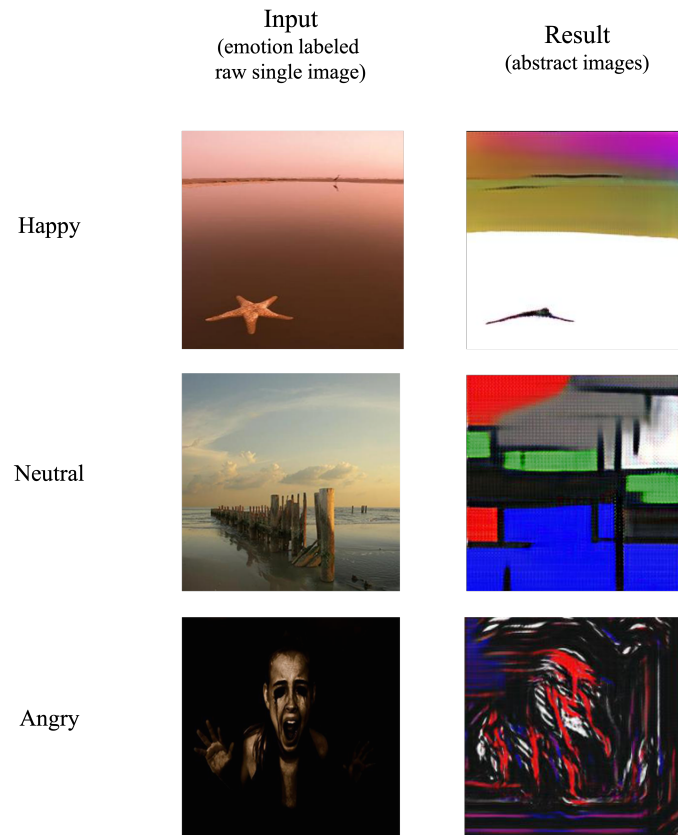 Input
(emotion labeled
raw single image)
Result
(abstract images)
Happy
Neutral
Angry